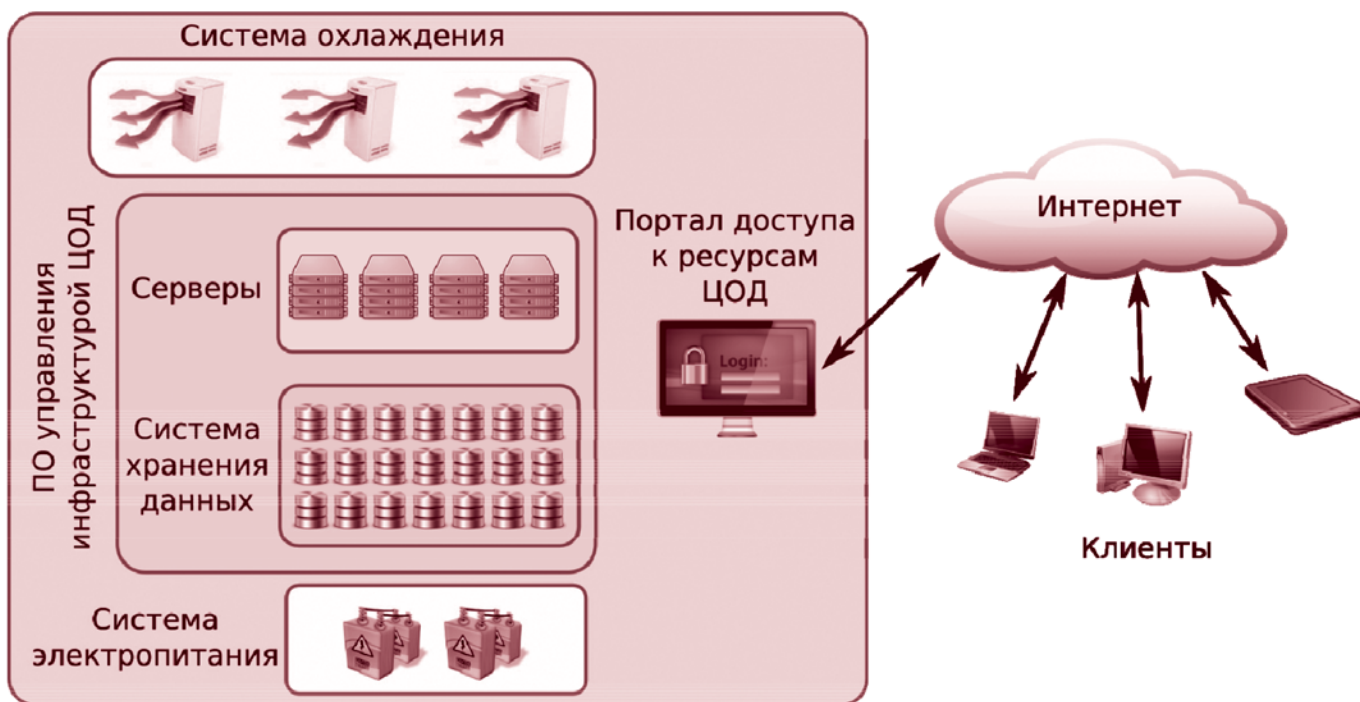 Система охлаждения
ПО управления
инфраструктурой ЦОД
Серверы
Система
хранения
данных
Система
электропитания
Портал доступа
к ресурсам
ЦОД
Login:
Интернет
Клиенты